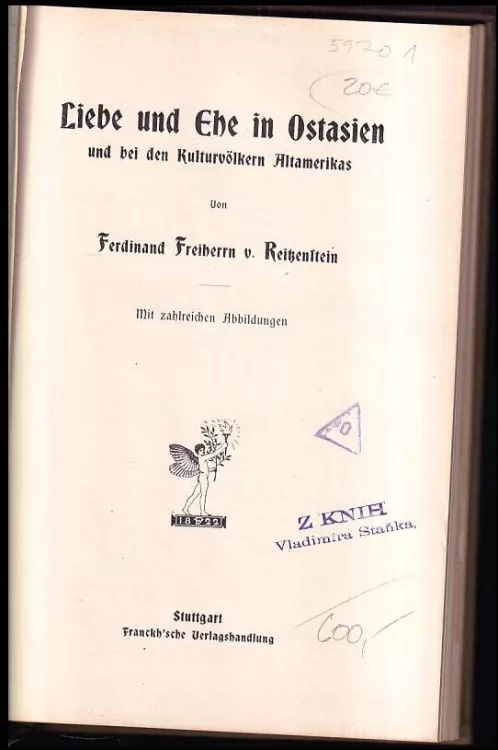 5970 1
20€
Liebe und Ehe in Ostasien
und bei den Kulturvölkern Altamerikas
Von
Ferdinand Freiherrn v. Reitzenstein
Mit zahlreichen Abbildungen
1822
Z KNIH
Vladimíra Staňka,
Stuttgart
Franckh'sche Verlagshandlung
600,-